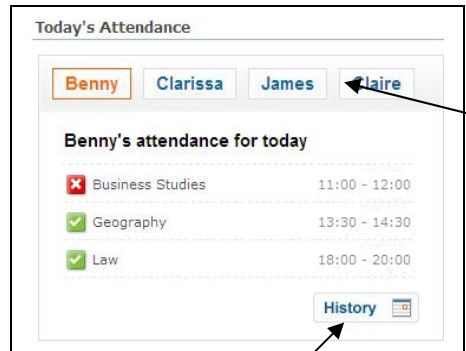 Today's Attendance
Benny Clarissa James Claire
Benny's attendance for today
Business Studies 11:00 - 12:00
Geography 13:30 - 14:30
Law 18:00 - 20:00
History